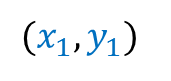 (x₁, y₁)